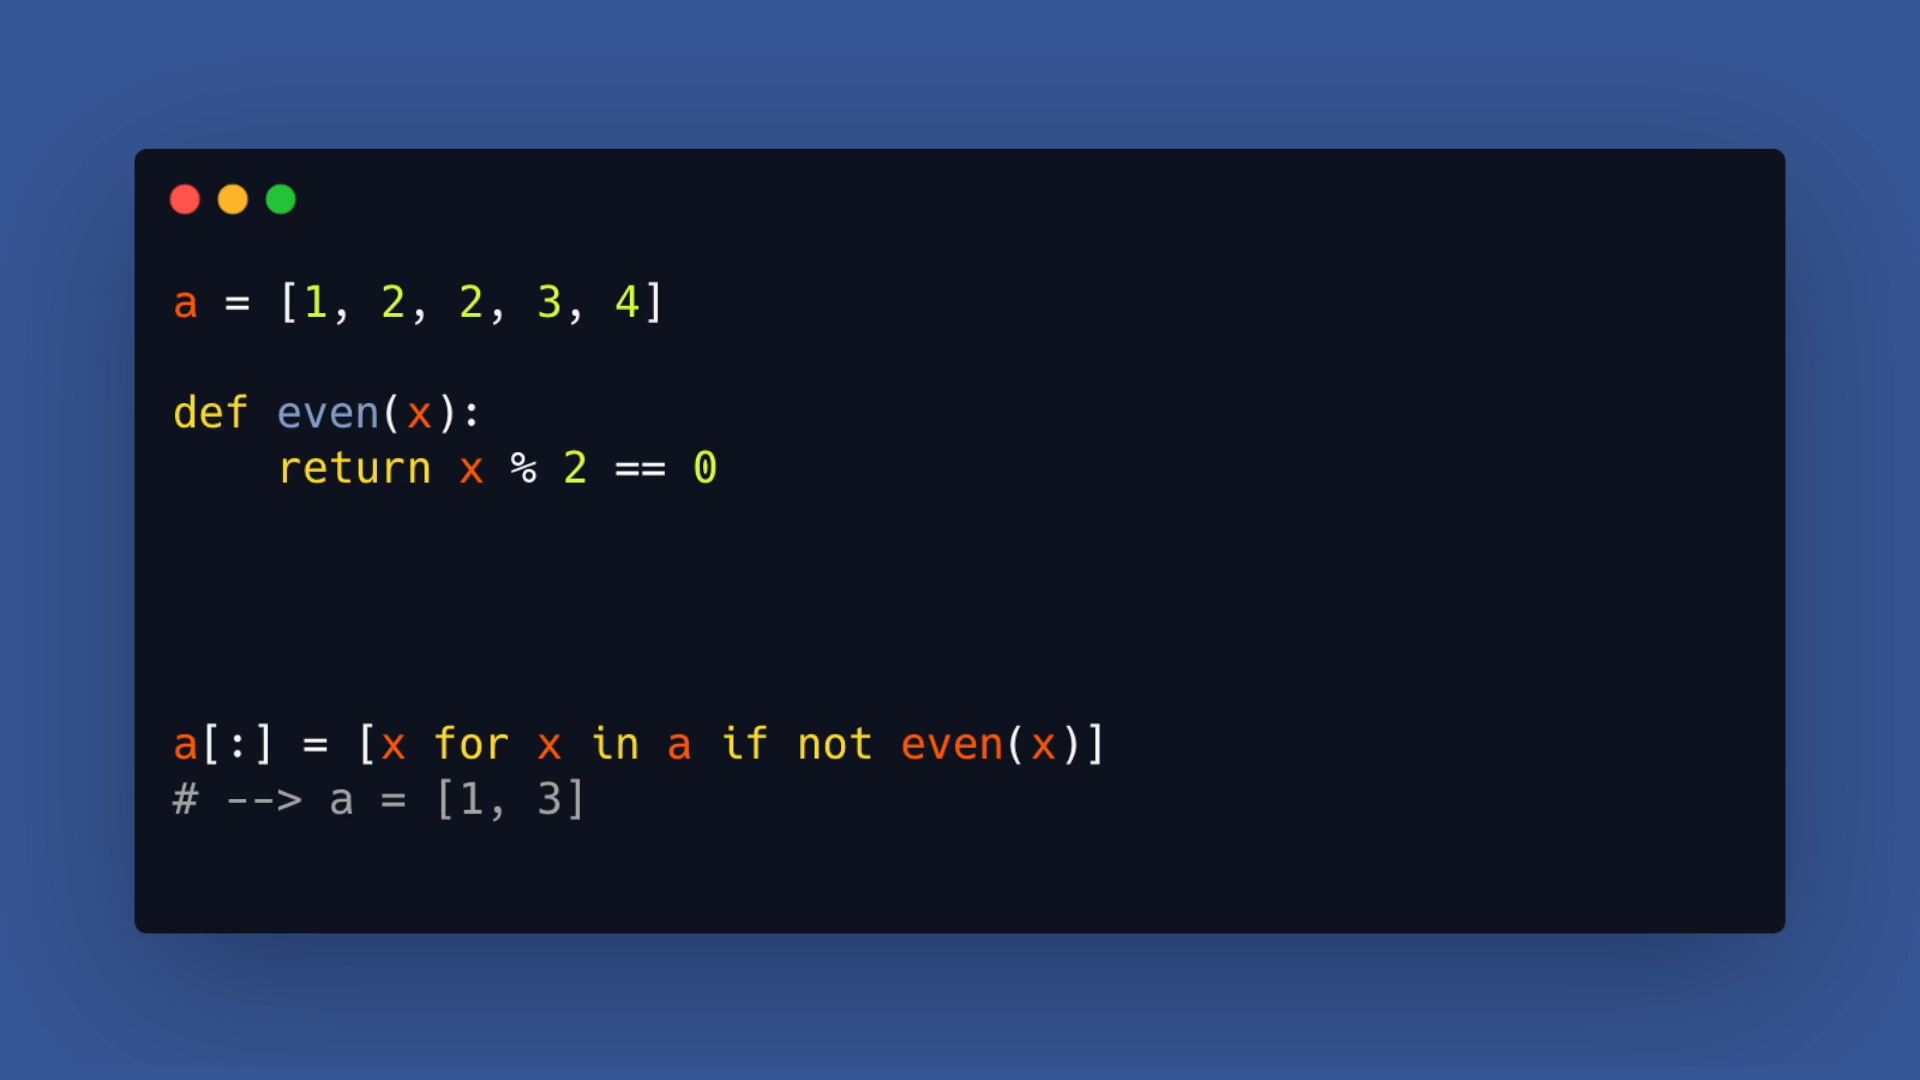 a = [1, 2, 2, 3, 4]
def even(x):
    return x % 2 == 0
a[:] = [x for x in a if not even(x)]
# --> a = [1, 3]